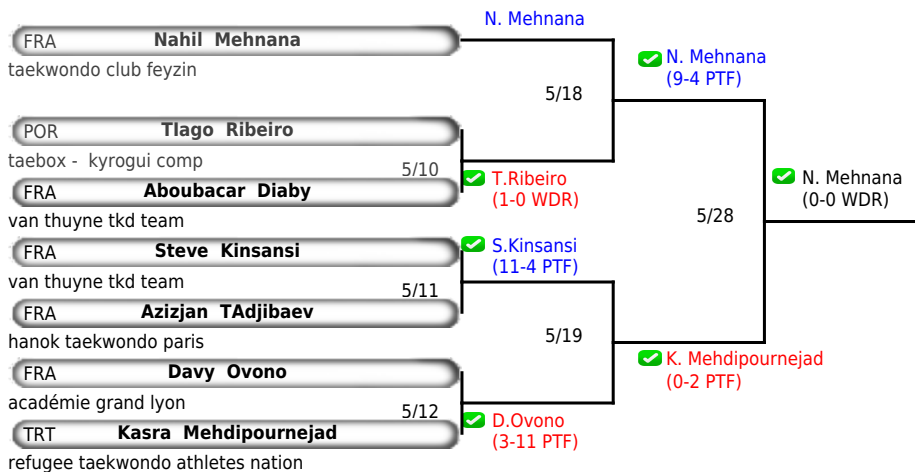 N. Mehnana
FRA Nahil Mehnana
taekwondo club feyzin
N. Mehnana
(9-4 PTF)
5/18
POR TIago Ribeiro
taebox - kyrogui comp
5/10
T.Ribeiro
(1-0 WDR)
FRA Aboubacar Diaby
van thuyne tkd team
N. Mehnana
(0-0 WDR)
5/28
FRA Steve Kinsansi
van thuyne tkd team
S.Kinsansi
(11-4 PTF)
5/11
FRA Azizjan TAdjibaev
hanok taekwondo paris
5/19
K. Mehdipournejad
(0-2 PTF)
FRA Davy Ovono
académie grand lyon
5/12
D.Ovono
(3-11 PTF)
TRT Kasra Mehdipournejad
refugee taekwondo athletes nation